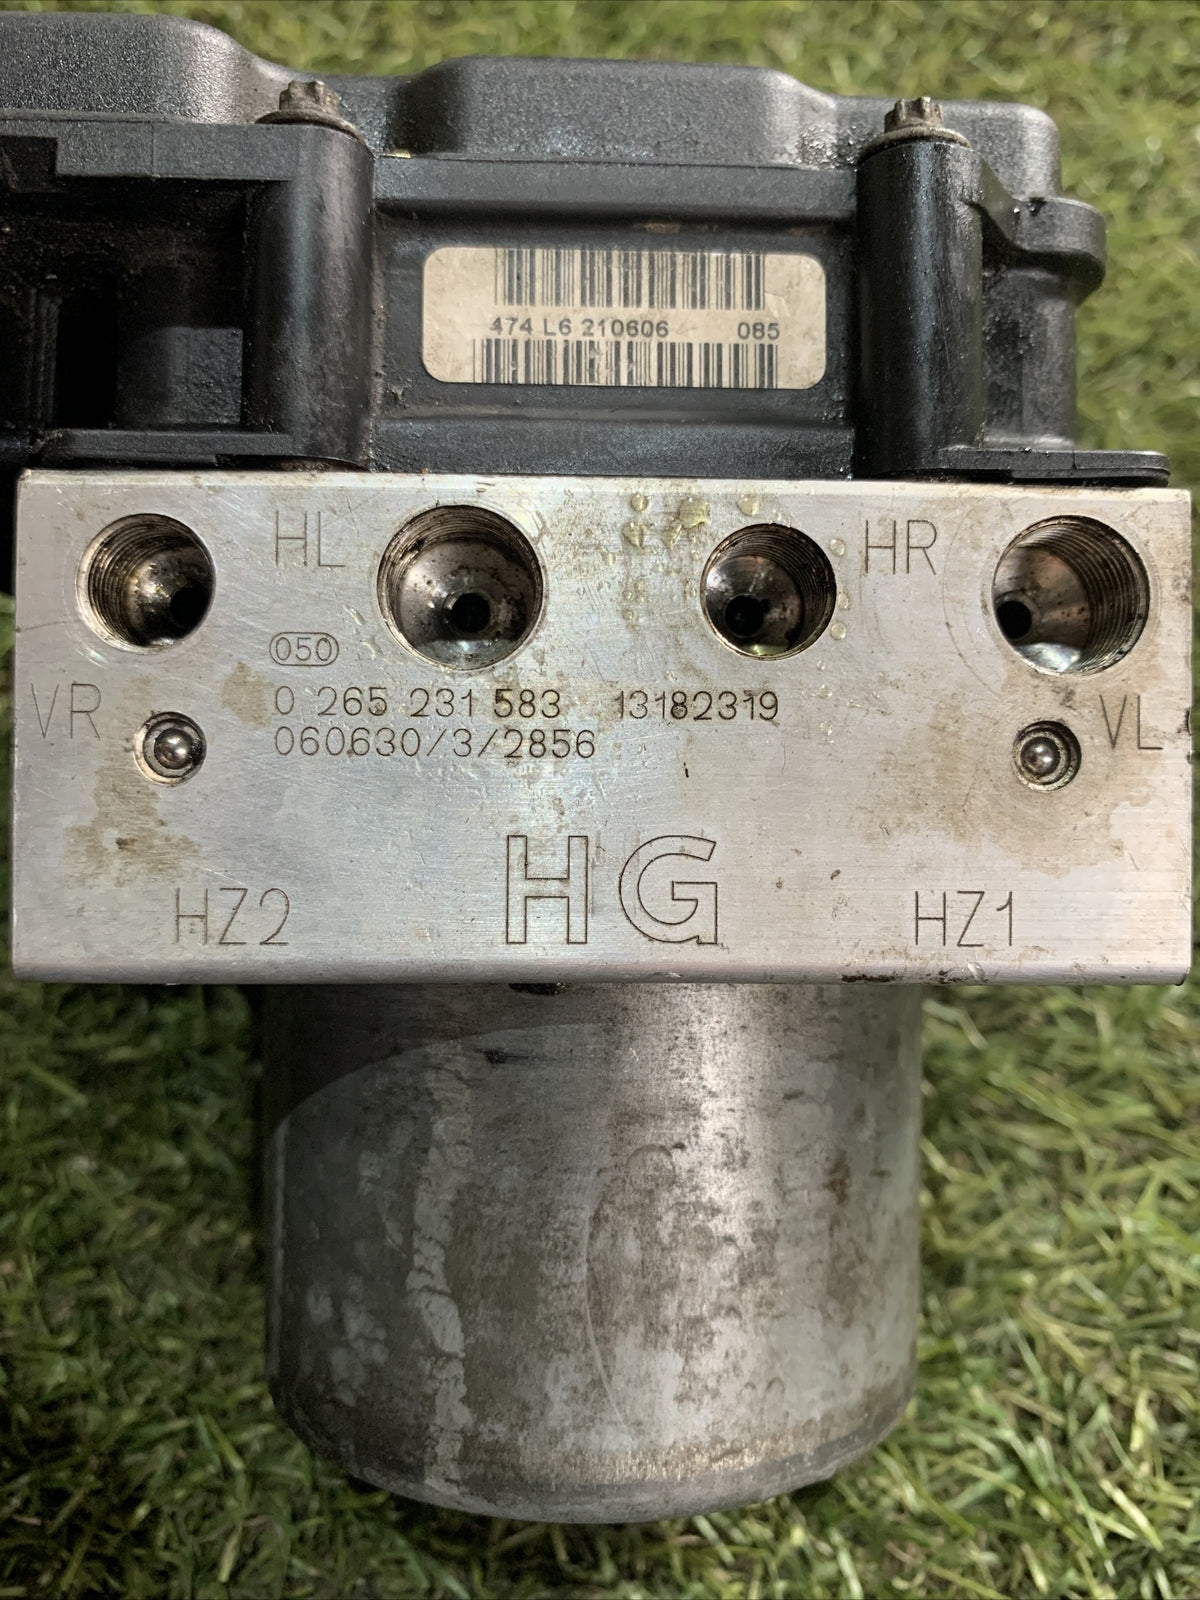 474 L6 210606 085
HL HR
050
VR VL
0 265 231 583 13182319
060630/3/2856
HG
HZ2 HZ1